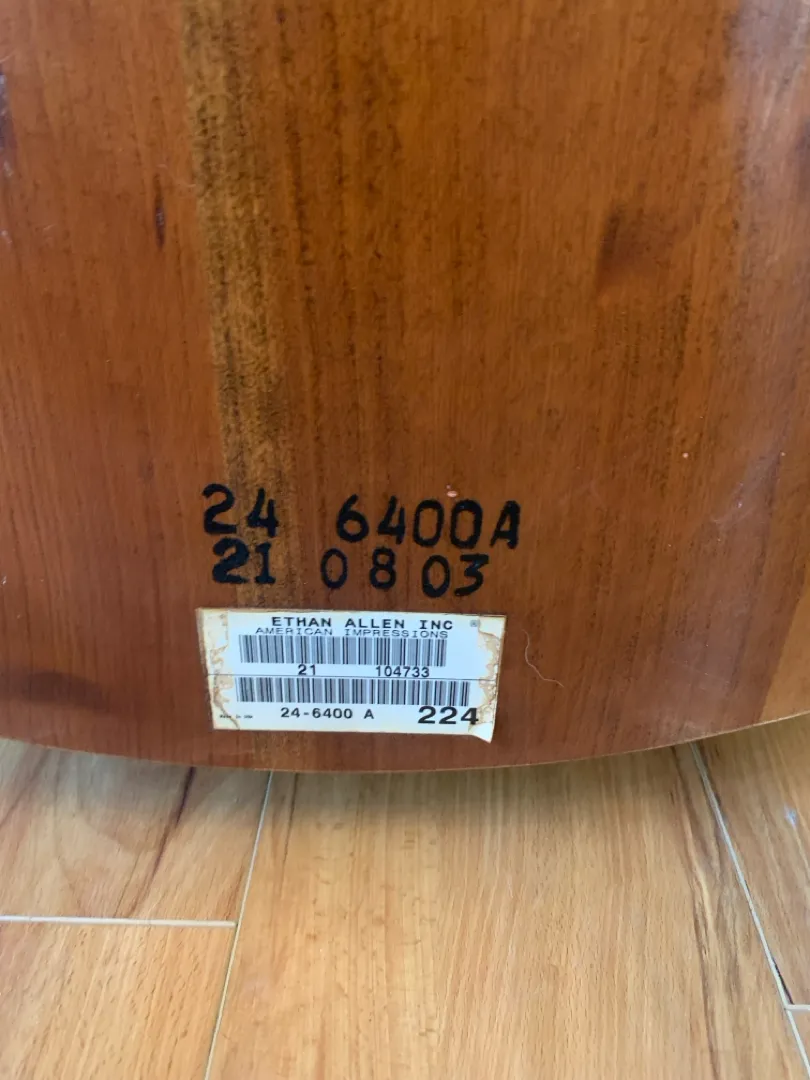 24 6400A
21 0803
ETHAN ALLEN INC
AMERICAN IMPRESSIONS
21 104733
24-6400 A 224